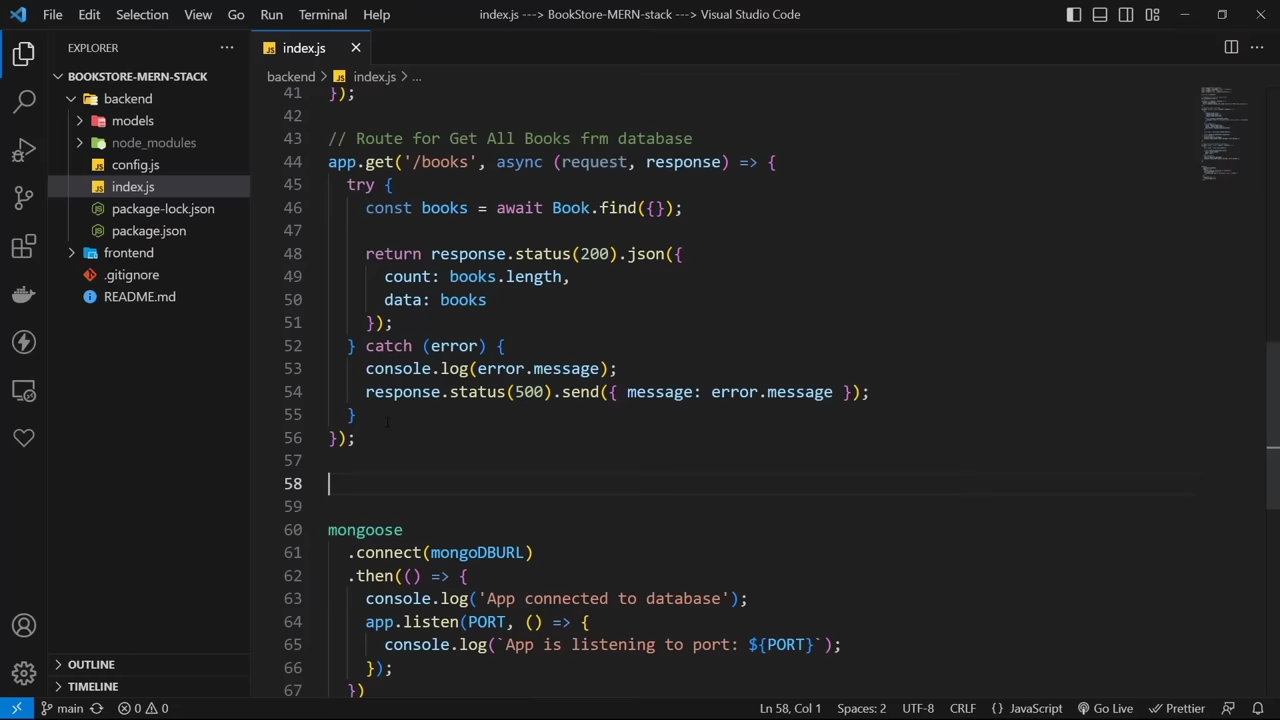 File Edit Selection View Go Run Terminal Help
index.js ---> BookStore-MERN-stack ---> Visual Studio Code
EXPLORER
BOOKSTORE-MERN-STACK
backend
models
node_modules
config.js
index.js
package-lock.json
package.json
frontend
.gitignore
README.md
OUTLINE
TIMELINE
index.js
backend > index.js > ...
41 });
42
43 // Route for Get All Books frm database
44 app.get('/books', async (request, response) => {
45 try {
46 const books = await Book.find({});
47
48 return response.status(200).json({
49 count: books.length,
50 data: books
51 });
52 } catch (error) {
53 console.log(error.message);
54 response.status(500).send({ message: error.message });
55 }
56 });
57
58
59
60 mongoose
61 .connect(mongoDBURL)
62 .then(() => {
63 console.log('App connected to database');
64 app.listen(PORT, () => {
65 console.log(`App is listening to port: ${PORT}`);
66 });
67 })
main 0 0 Ln 58, Col 1 Spaces: 2 UTF-8 CRLF {} JavaScript Go Live Prettier